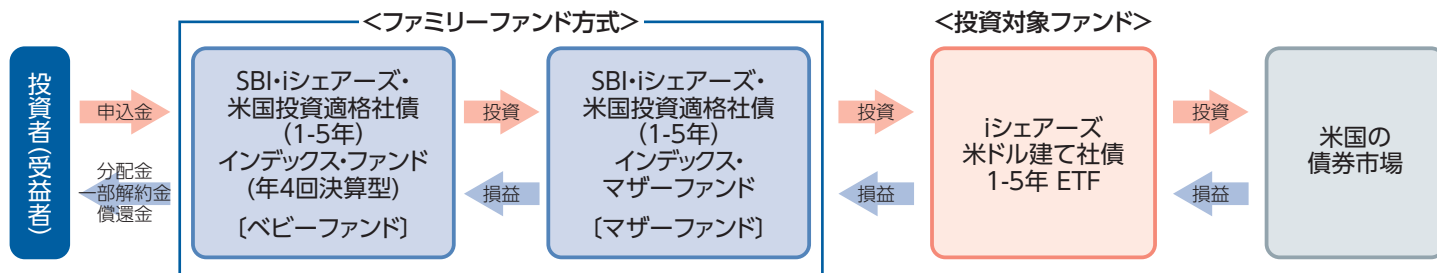 <ファミリーファンド方式>
<投資対象ファンド>
投資者(受益者)
申込金
分配金
一部解約金
償還金
SBI・iシェアーズ・
米国投資適格社債
(1-5年)
インデックス・ファンド
(年4回決算型)
〔ベビーファンド〕
投資
損益
SBI・iシェアーズ・
米国投資適格社債
(1-5年)
インデックス・
マザーファンド
〔マザーファンド〕
投資
損益
iシェアーズ
米ドル建て社債
1-5年 ETF
投資
損益
米国の
債券市場